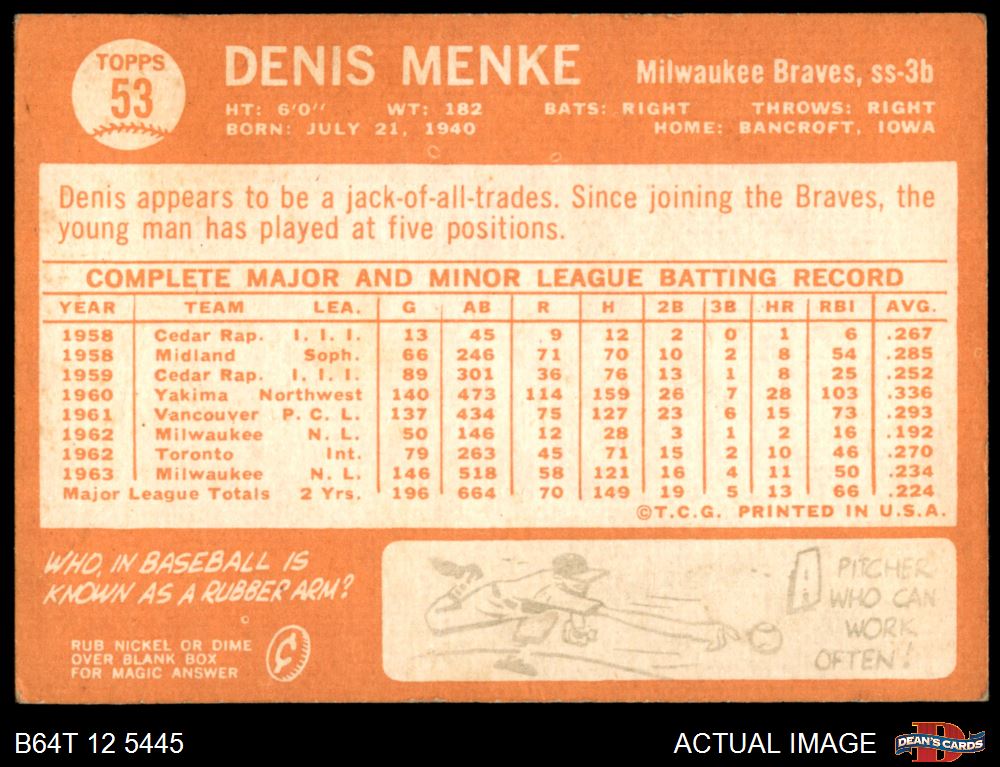 TOPPS
53
DENIS MENKE
Milwaukee Braves, ss-3b
HT: 6'0" WT: 182 BATS: RIGHT THROWS: RIGHT
BORN: JULY 21, 1940 HOME: BANCROFT, IOWA
Denis appears to be a jack-of-all-trades. Since joining the Braves, the
young man has played at five positions.
COMPLETE MAJOR AND MINOR LEAGUE BATTING RECORD
YEAR TEAM LEA. G AB R H 2B 3B HR RBI AVG.
1958 Cedar Rap. I. I. I. 13 45 9 12 2 0 1 6 .267
1958 Midland Soph. 66 246 71 70 10 2 8 54 .285
1959 Cedar Rap. I. I. I. 89 301 36 76 13 1 8 25 .252
1960 Yakima Northwest 140 473 114 159 26 7 28 103 .336
1961 Vancouver P. C. L. 137 434 75 127 23 6 15 73 .293
1962 Milwaukee N. L. 50 146 12 28 3 1 2 16 .192
1962 Toronto Int. 79 263 45 71 15 2 10 46 .270
1963 Milwaukee N. L. 146 518 58 121 16 4 11 50 .234
Major League Totals 2 Yrs. 196 664 70 149 19 5 13 66 .224
©T.C.G. PRINTED IN U.S.A.
WHO, IN BASEBALL IS
KNOWN AS A RUBBER ARM?
RUB NICKEL OR DIME
OVER BLANK BOX
FOR MAGIC ANSWER
¢
A PITCHER
WHO CAN
WORK
OFTEN!
B64T 12 5445
ACTUAL IMAGE
D
DEAN'S CARDS